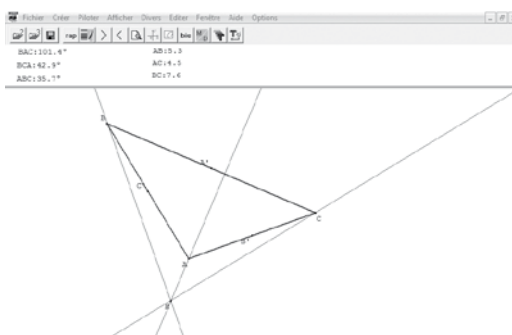 Fichier Créer Piloter Afficher Divers Editer Fenêtre Aide Options
BAC:101.4°
BCA:42.9°
ABC:35.7°
AB:5.3
AC:4.5
BC:7.6
B
A'
C'
C
B'
A